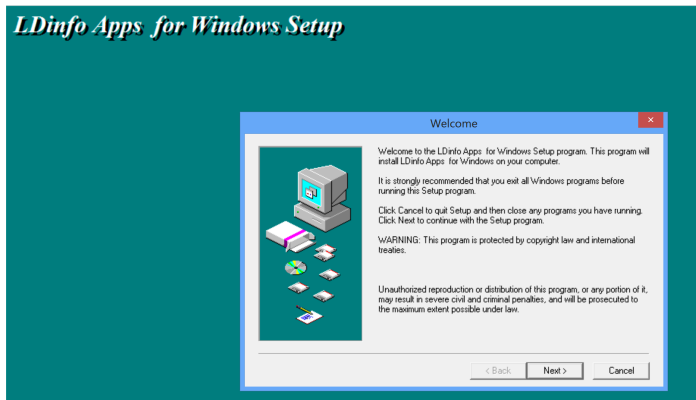 LDinfo Apps for Windows Setup
Welcome
Welcome to the LDinfo Apps for Windows Setup program. This program will
install LDinfo Apps for Windows on your computer.
It is strongly recommended that you exit all Windows programs before
running this Setup program.
Click Cancel to quit Setup and then close any programs you have running.
Click Next to continue with the Setup program.
WARNING: This program is protected by copyright law and international
treaties.
Unauthorized reproduction or distribution of this program, or any portion of it,
may result in severe civil and criminal penalties, and will be prosecuted to
the maximum extent possible under law.
< Back
Next >
Cancel